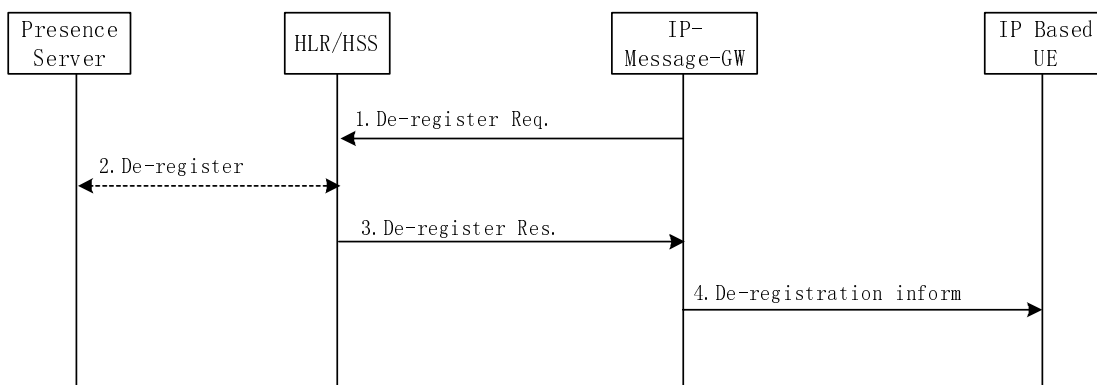 Presence
Server
HLR/HSS
IP-
Message-GW
IP Based
UE
1.De-register Req.
2.De-register
3.De-register Res.
4.De-registration inform